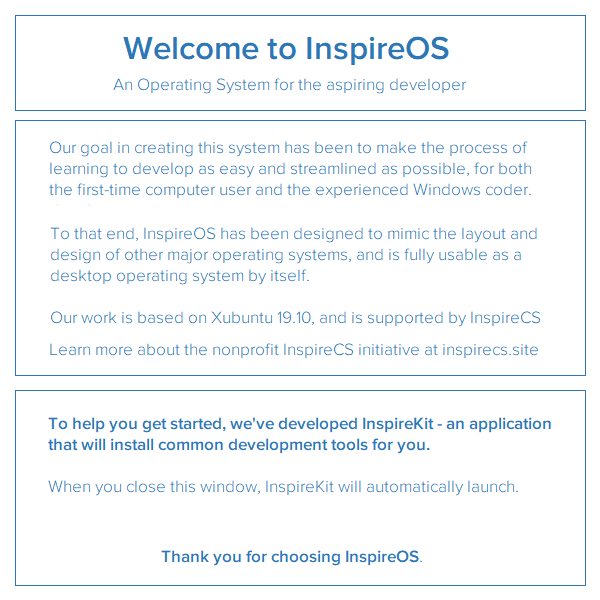 Welcome to InspireOS
An Operating System for the aspiring developer
Our goal in creating this system has been to make the process of
learning to develop as easy and streamlined as possible, for both
the first-time computer user and the experienced Windows coder.
To that end, InspireOS has been designed to mimic the layout and
design of other major operating systems, and is fully usable as a
desktop operating system by itself.
Our work is based on Xubuntu 19.10, and is supported by InspireCS
Learn more about the nonprofit InspireCS initiative at inspirecs.site
To help you get started, we've developed InspireKit - an application
that will install common development tools for you.
When you close this window, InspireKit will automatically launch.
Thank you for choosing InspireOS.